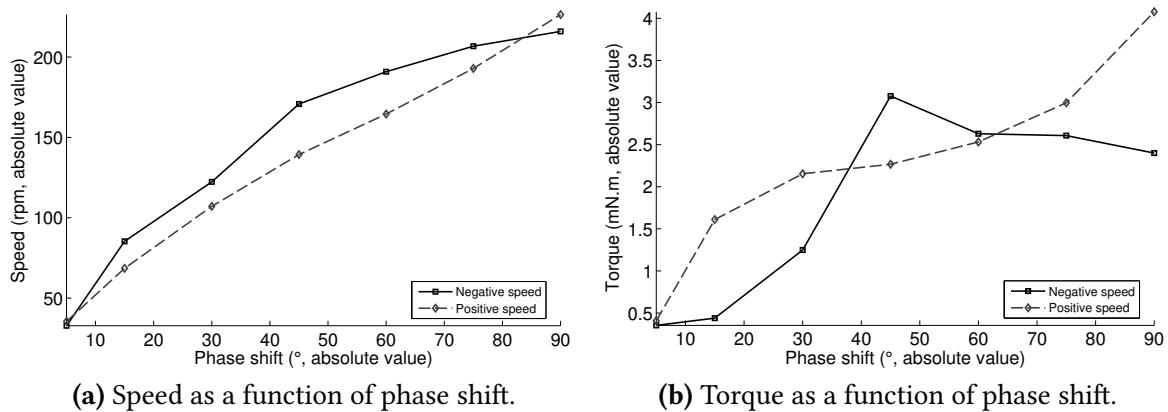 Speed (rpm, absolute value)
200
150
100
50
10 20 30 40 50 60 70 80 90
Phase shift (°, absolute value)
Negative speed
Positive speed
(a) Speed as a function of phase shift.
Torque (mN.m, absolute value)
4
3.5
3
2.5
2
1.5
1
0.5
10 20 30 40 50 60 70 80 90
Phase shift (°, absolute value)
Negative speed
Positive speed
(b) Torque as a function of phase shift.